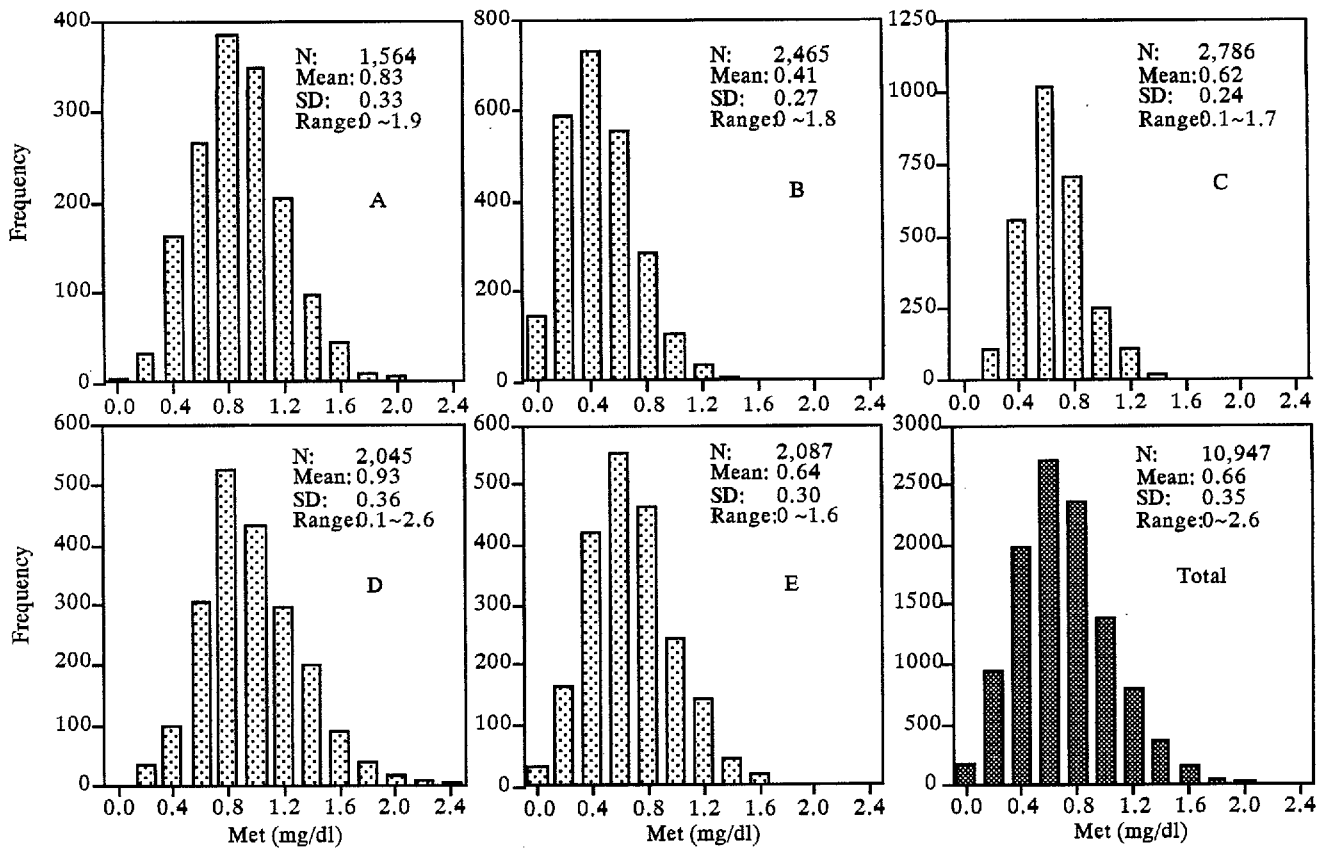 400
300
200
100
0
Frequency
N: 1,564
Mean: 0.83
SD: 0.33
Range: 0 ~1.9
A
0.0 0.4 0.8 1.2 1.6 2.0 2.4
800
600
400
200
0
N: 2,465
Mean: 0.41
SD: 0.27
Range: 0 ~1.8
B
0.0 0.4 0.8 1.2 1.6 2.0 2.4
1250
1000
750
500
250
0
N: 2,786
Mean: 0.62
SD: 0.24
Range: 0.1~1.7
C
0.0 0.4 0.8 1.2 1.6 2.0 2.4
600
500
400
300
200
100
0
Frequency
N: 2,045
Mean: 0.93
SD: 0.36
Range: 0.1~2.6
D
0.0 0.4 0.8 1.2 1.6 2.0 2.4
Met (mg/dl)
600
500
400
300
200
100
0
N: 2,087
Mean: 0.64
SD: 0.30
Range: 0 ~1.6
E
0.0 0.4 0.8 1.2 1.6 2.0 2.4
Met (mg/dl)
3000
2500
2000
1500
1000
500
0
N: 10,947
Mean: 0.66
SD: 0.35
Range: 0~2.6
Total
0.0 0.4 0.8 1.2 1.6 2.0 2.4
Met (mg/dl)